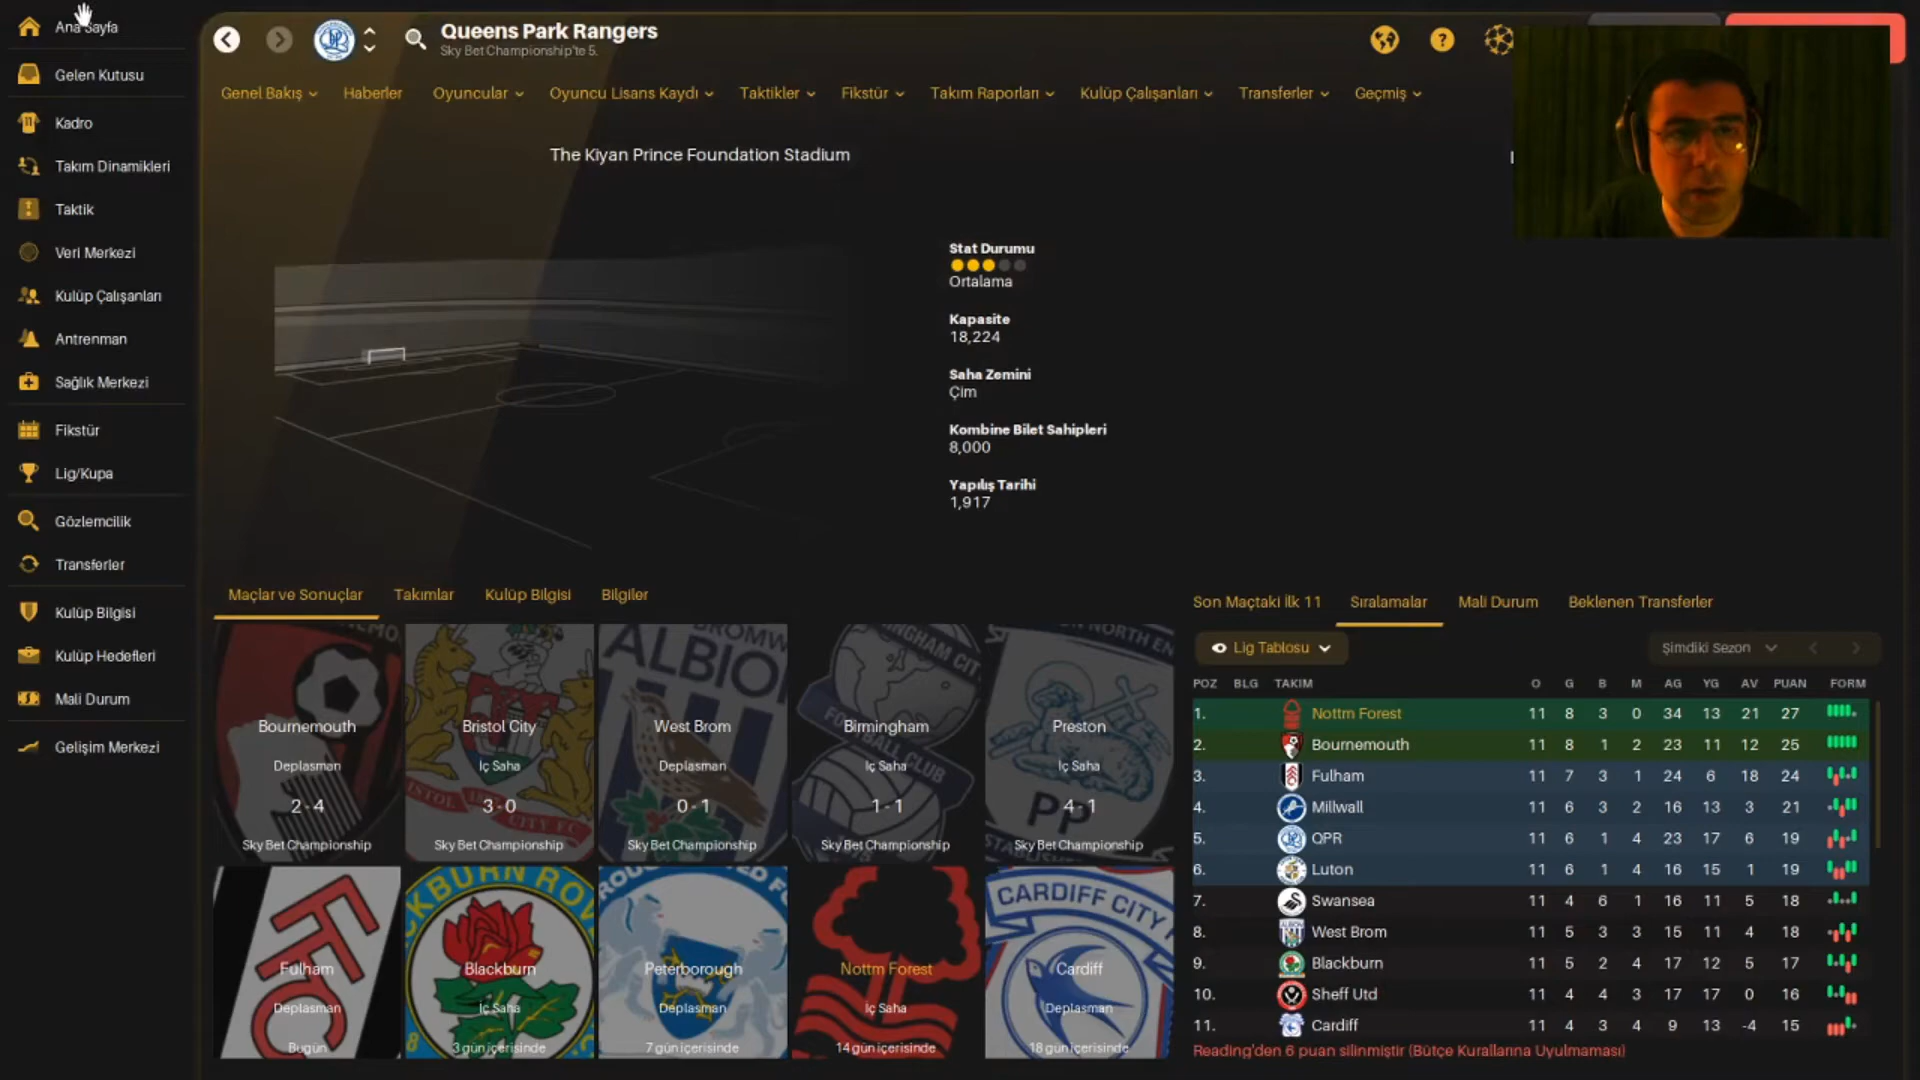 Ana Sayfa
Gelen Kutusu
Kadro
Takım Dinamikleri
Taktik
Veri Merkezi
Kulüp Çalışanları
Antrenman
Sağlık Merkezi
Fikstür
Lig/Kupa
Gözlemcilik
Transferler
Kulüp Bilgisi
Kulüp Hedefleri
Mali Durum
Gelişim Merkezi
Queens Park Rangers
Sky Bet Championship'te 5.
Genel Bakış Haberler Oyuncular Oyuncu Lisans Kaydı Taktikler Fikstür Takım Raporları Kulüp Çalışanları Transferler Geçmiş
The Kiyan Prince Foundation Stadium
Stat Durumu
Ortalama
Kapasite
18,224
Saha Zemini
Çim
Kombine Bilet Sahipleri
8,000
Yapılış Tarihi
1,917
Maçlar ve Sonuçlar Takımlar Kulüp Bilgisi Bilgiler
Bournemouth
Deplasman
2-4
Sky Bet Championship
Bristol City
İç Saha
3-0
Sky Bet Championship
ALBION
West Brom
Deplasman
0-1
Sky Bet Championship
Birmingham
İç Saha
1-1
Sky Bet Championship
PP
Preston
İç Saha
4-1
Sky Bet Championship
FFC
Fulham
Deplasman
Bugün
Blackburn
İç Saha
3 gün içerisinde
Peterborough
Deplasman
7 gün içerisinde
Nottm Forest
İç Saha
14 gün içerisinde
CARDIFF CITY
Cardiff
Deplasman
18 gün içerisinde
Son Maçtaki İlk 11 Sıralamalar Mali Durum Beklenen Transferler
Lig Tablosu Şimdiki Sezon
POZ BLG TAKIM O G B M AG YG AV PUAN FORM
1. Nottm Forest 11 8 3 0 34 13 21 27
2. Bournemouth 11 8 1 2 23 11 12 25
3. Fulham 11 7 3 1 24 6 18 24
4. Millwall 11 6 3 2 16 13 3 21
5. QPR 11 6 1 4 23 17 6 19
6. Luton 11 6 1 4 16 15 1 19
7. Swansea 11 4 6 1 16 11 5 18
8. West Brom 11 5 3 3 15 11 4 18
9. Blackburn 11 5 2 4 17 12 5 17
10. Sheff Utd 11 4 4 3 17 17 0 16
11. Cardiff 11 4 3 4 9 13 -4 15
Reading'den 6 puan silinmiştir (Bütçe Kurallarına Uyulmaması)